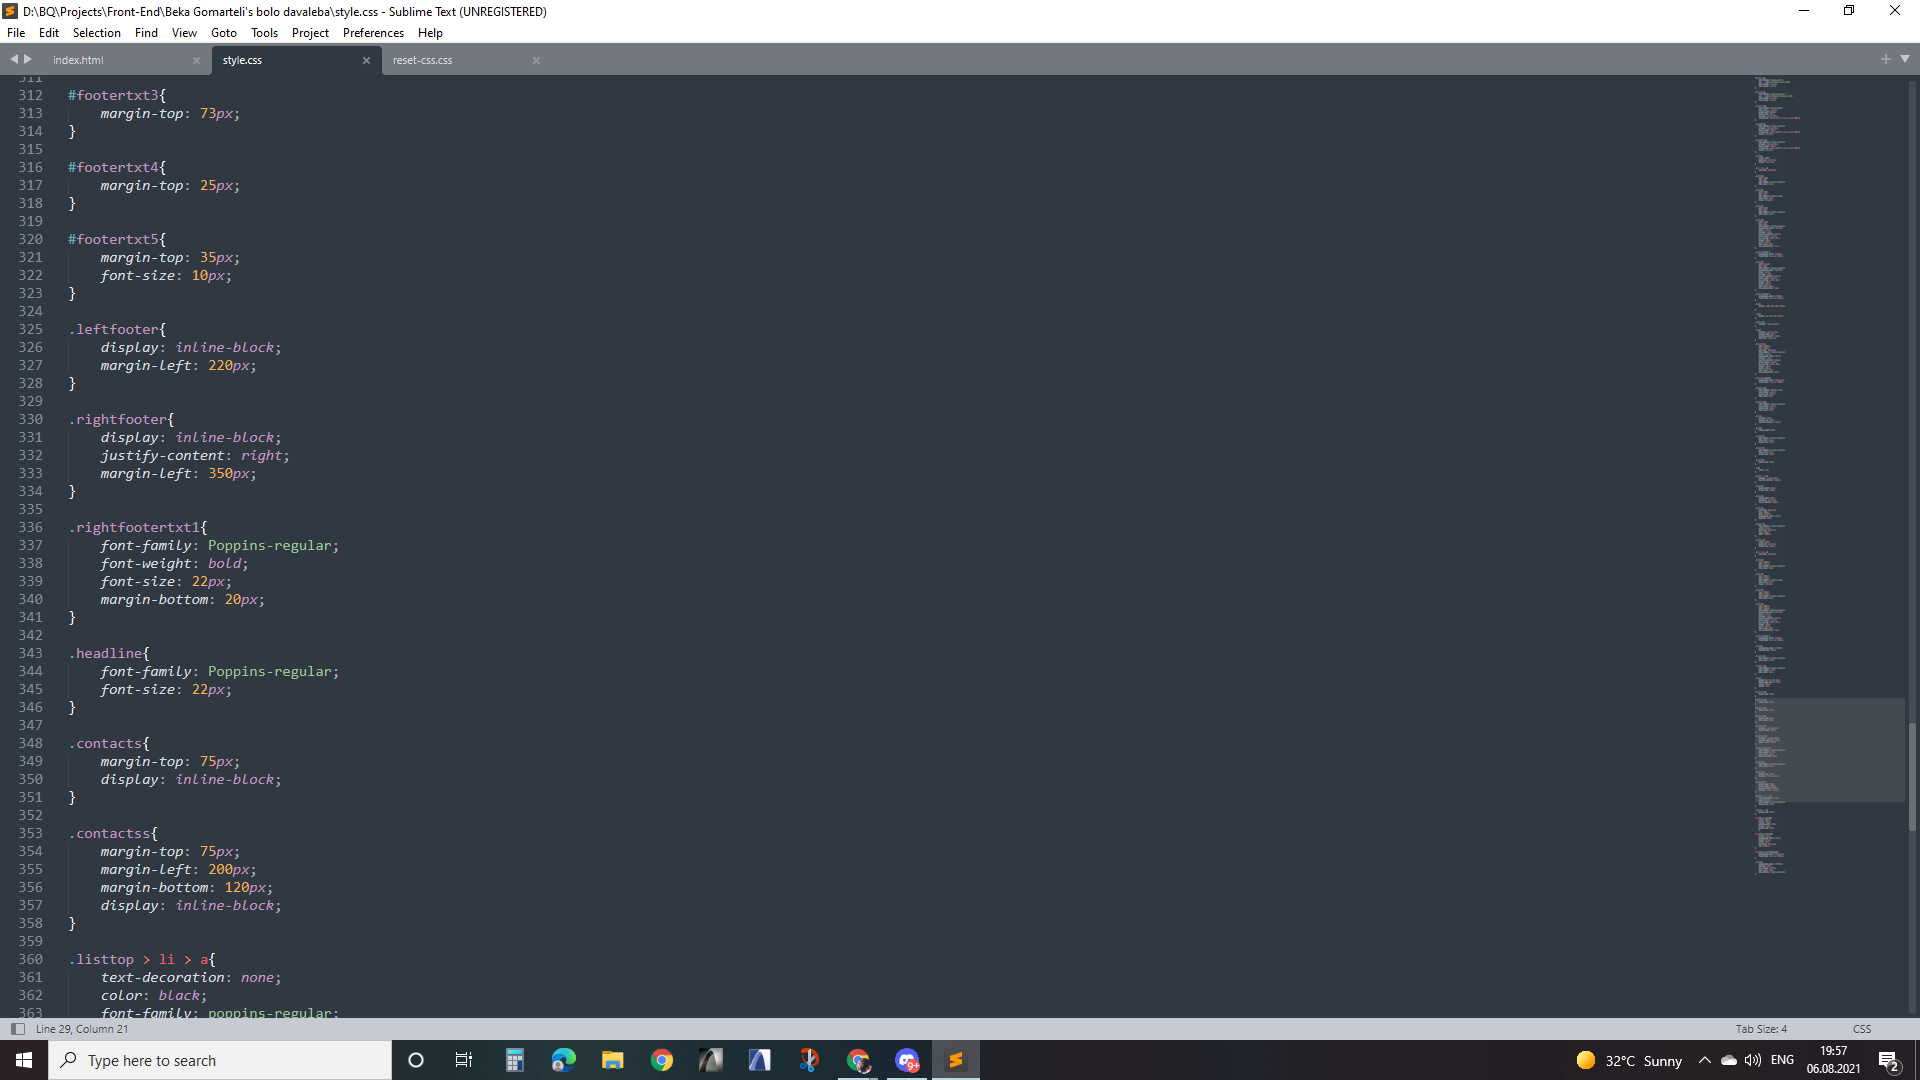 D:\BQ\Projects\Front-End\Beka Gomarteli's bolo davaleba\style.css - Sublime Text (UNREGISTERED)
File Edit Selection Find View Goto Tools Project Preferences Help
index.html style.css reset-css.css
311
312 #footertxt3{
313 margin-top: 73px;
314 }
315
316 #footertxt4{
317 margin-top: 25px;
318 }
319
320 #footertxt5{
321 margin-top: 35px;
322 font-size: 10px;
323 }
324
325 .leftfooter{
326 display: inline-block;
327 margin-left: 220px;
328 }
329
330 .rightfooter{
331 display: inline-block;
332 justify-content: right;
333 margin-left: 350px;
334 }
335
336 .rightfootertxt1{
337 font-family: Poppins-regular;
338 font-weight: bold;
339 font-size: 22px;
340 margin-bottom: 20px;
341 }
342
343 .headline{
344 font-family: Poppins-regular;
345 font-size: 22px;
346 }
347
348 .contacts{
349 margin-top: 75px;
350 display: inline-block;
351 }
352
353 .contactss{
354 margin-top: 75px;
355 margin-left: 200px;
356 margin-bottom: 120px;
357 display: inline-block;
358 }
359
360 .listtop > li > a{
361 text-decoration: none;
362 color: black;
363 font-family: poppins-regular;
Line 29, Column 21 Tab Size: 4 CSS
Type here to search 9+ 32°C Sunny ENG 19:57
06.08.2021 2